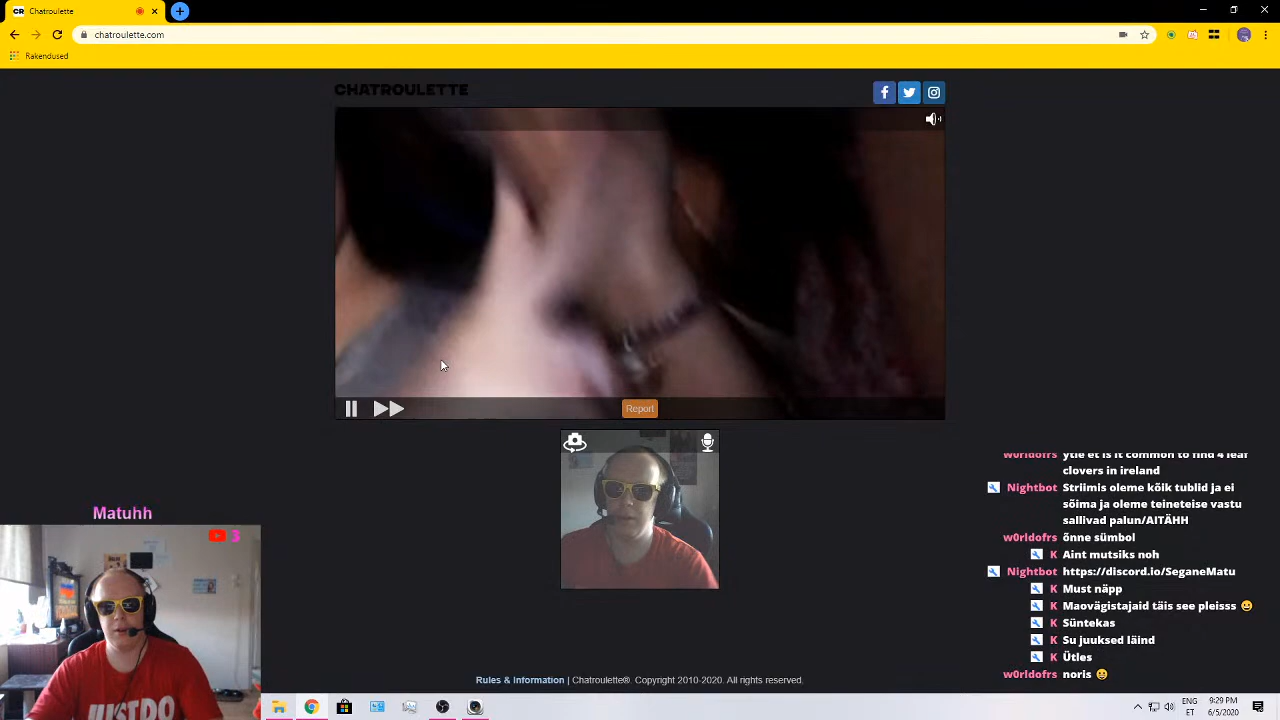 CR Chatroulette
chatroulette.com
Rakendused
CHATROULETTE
Report
w0rldofrs ytle et is it common to find 4 leaf
clovers in ireland
Nightbot Striimis oleme kõik tublid ja ei
sõima ja oleme teineteise vastu
sallivad palun/AITÄHH
w0rldofrs õnne sümbol
K Aint mutsiks noh
Nightbot https://discord.io/SeganeMatu
K Must näpp
K Maovägistajaid täis see pleisss
K Süntekas
K Su juuksed läind
K Ütles
w0rldofrs noris
Matuhh
3
JUST DO
Rules & Information | Chatroulette®. Copyright 2010-2020. All rights reserved.
ENG
ET
9:29 PM
6/5/2020